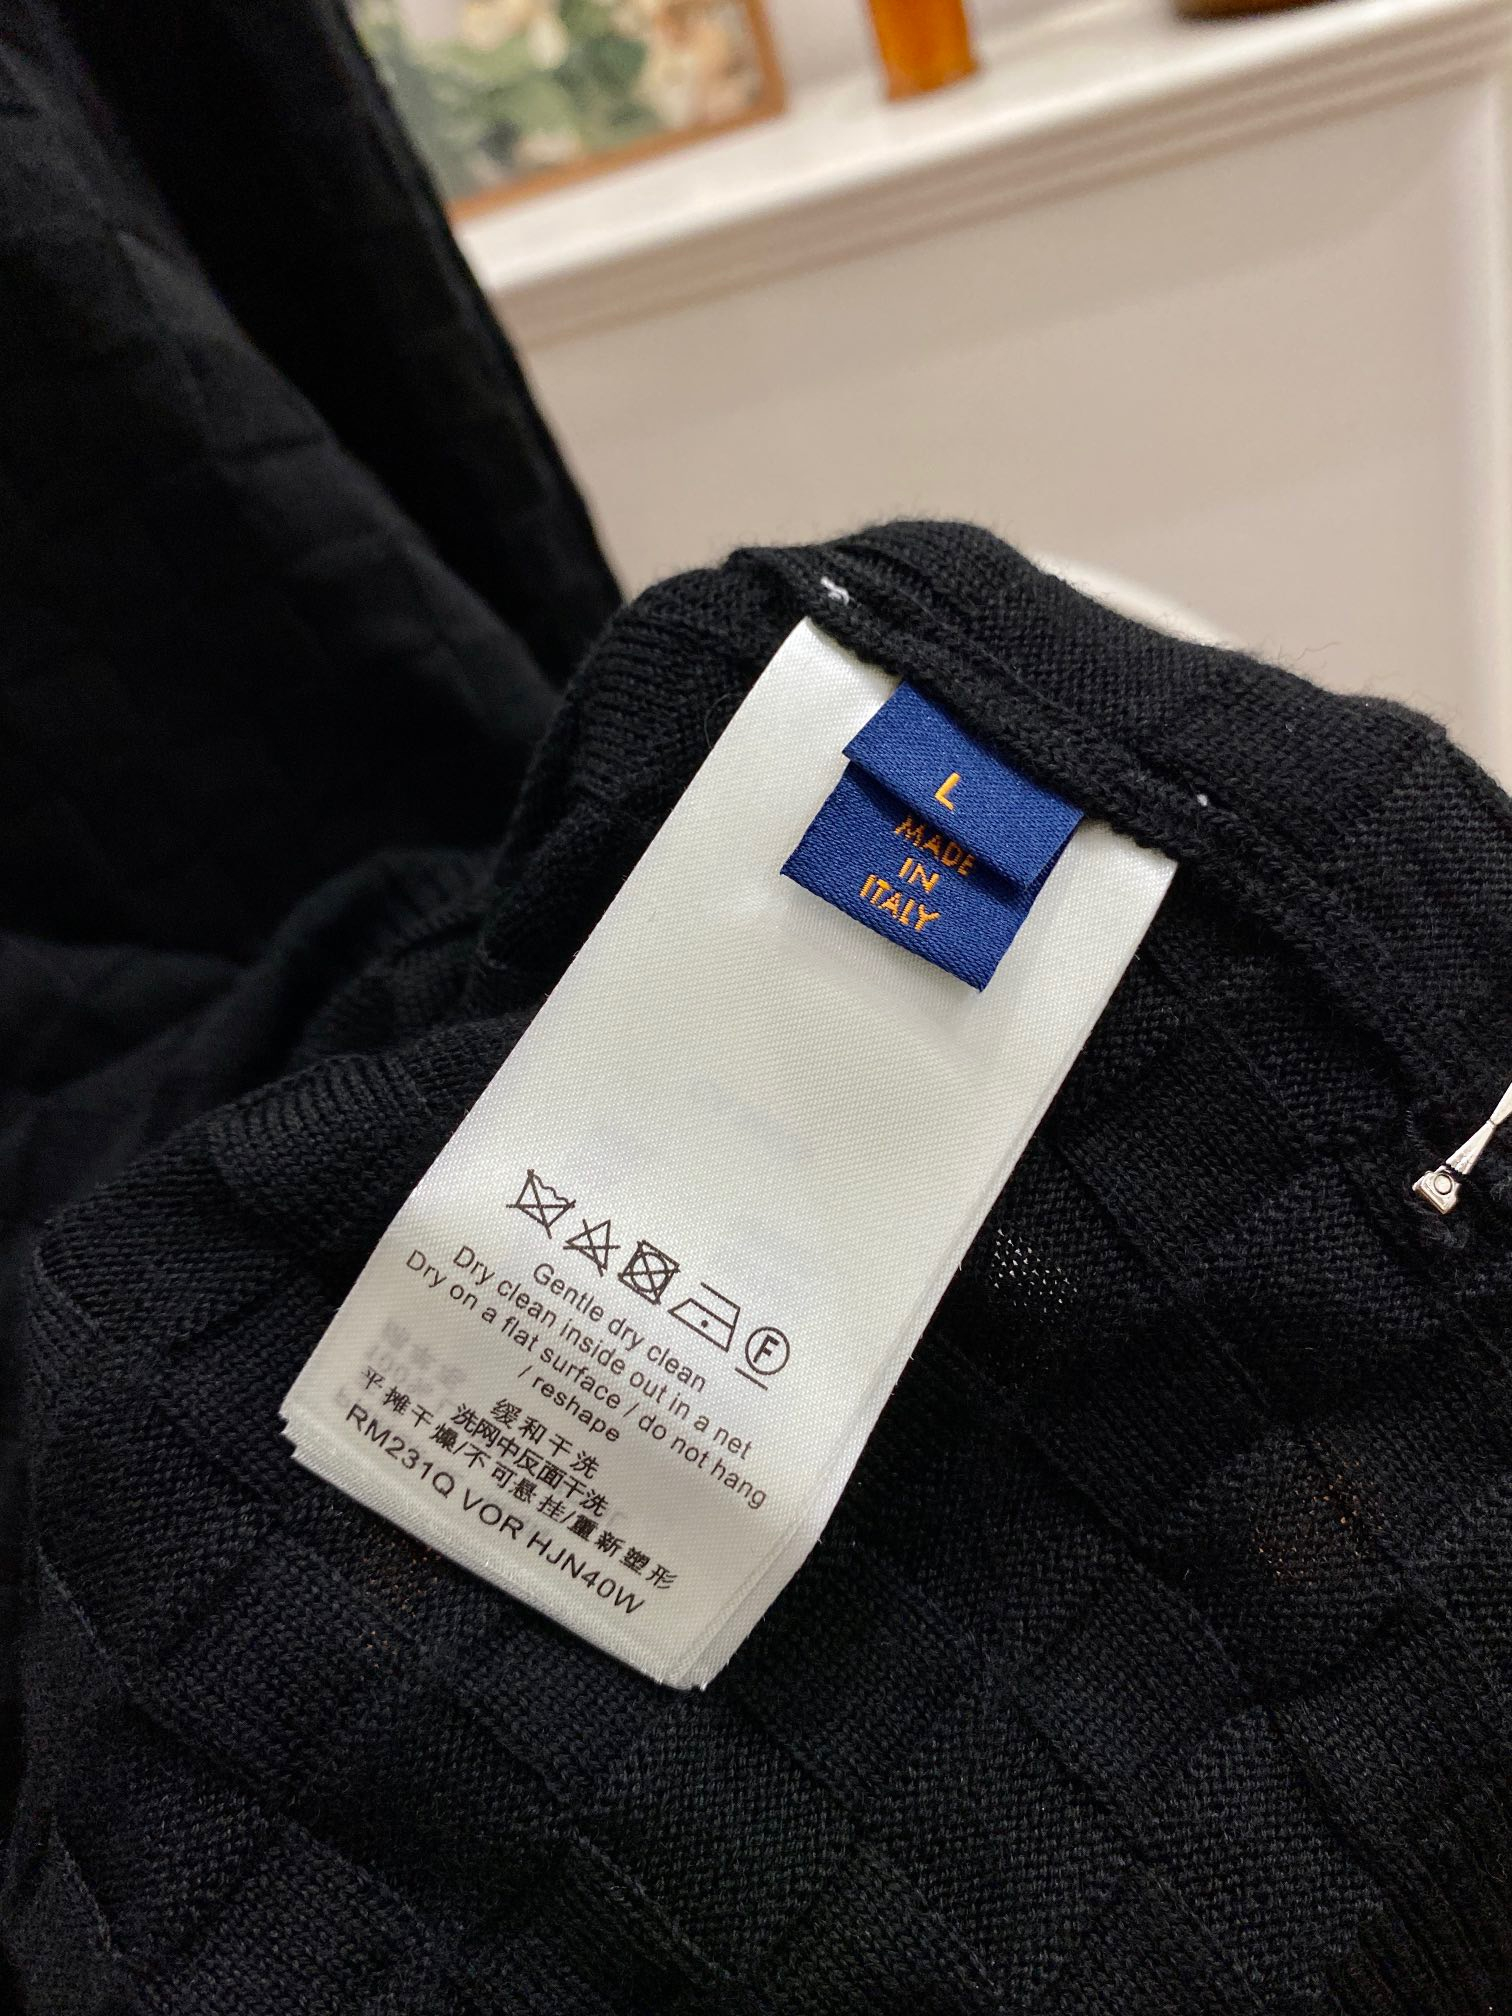 L
MADE
IN
ITALY
F
Gentle dry clean
Dry clean inside out in a net
Dry on a flat surface / do not hang
/ reshape
缓和干洗
洗网中反面干洗
平摊干燥/不可悬挂/重新塑形
RM231Q VOR HJN40W